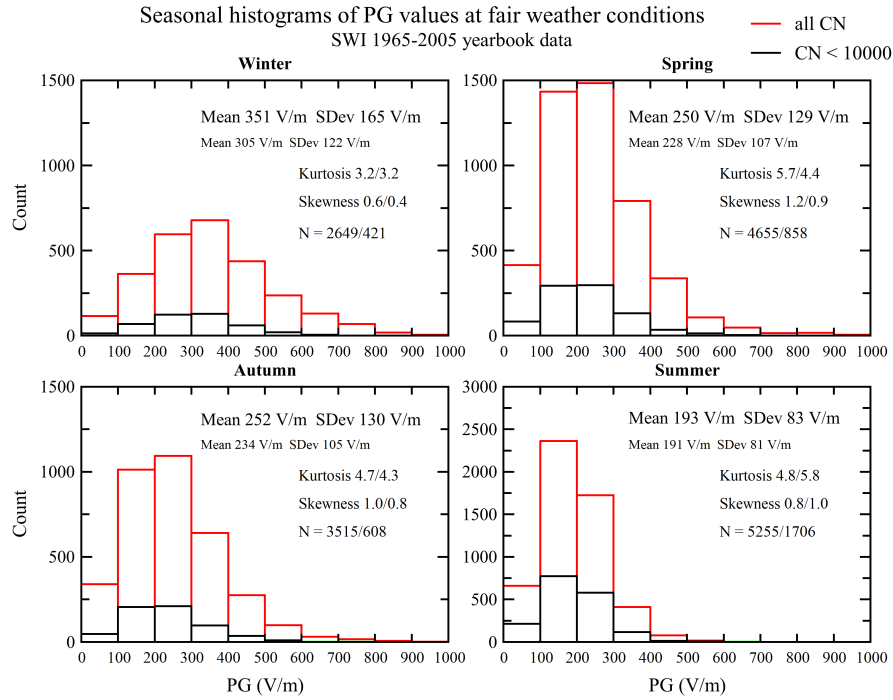 Seasonal histograms of PG values at fair weather conditions
SWI 1965-2005 yearbook data
all CN
CN < 10000
Winter
1500
1000
500
0
Count
Mean 351 V/m SDev 165 V/m
Mean 305 V/m SDev 122 V/m
Kurtosis 3.2/3.2
Skewness 0.6/0.4
N = 2649/421
0 100 200 300 400 500 600 700 800 900 1000
Spring
1500
1000
500
0
Mean 250 V/m SDev 129 V/m
Mean 228 V/m SDev 107 V/m
Kurtosis 5.7/4.4
Skewness 1.2/0.9
N = 4655/858
0 100 200 300 400 500 600 700 800 900 1000
Autumn
1500
1000
500
0
Count
Mean 252 V/m SDev 130 V/m
Mean 234 V/m SDev 105 V/m
Kurtosis 4.7/4.3
Skewness 1.0/0.8
N = 3515/608
0 100 200 300 400 500 600 700 800 900 1000
PG (V/m)
Summer
3000
2500
2000
1500
1000
500
0
Mean 193 V/m SDev 83 V/m
Mean 191 V/m SDev 81 V/m
Kurtosis 4.8/5.8
Skewness 0.8/1.0
N = 5255/1706
0 100 200 300 400 500 600 700 800 900 1000
PG (V/m)